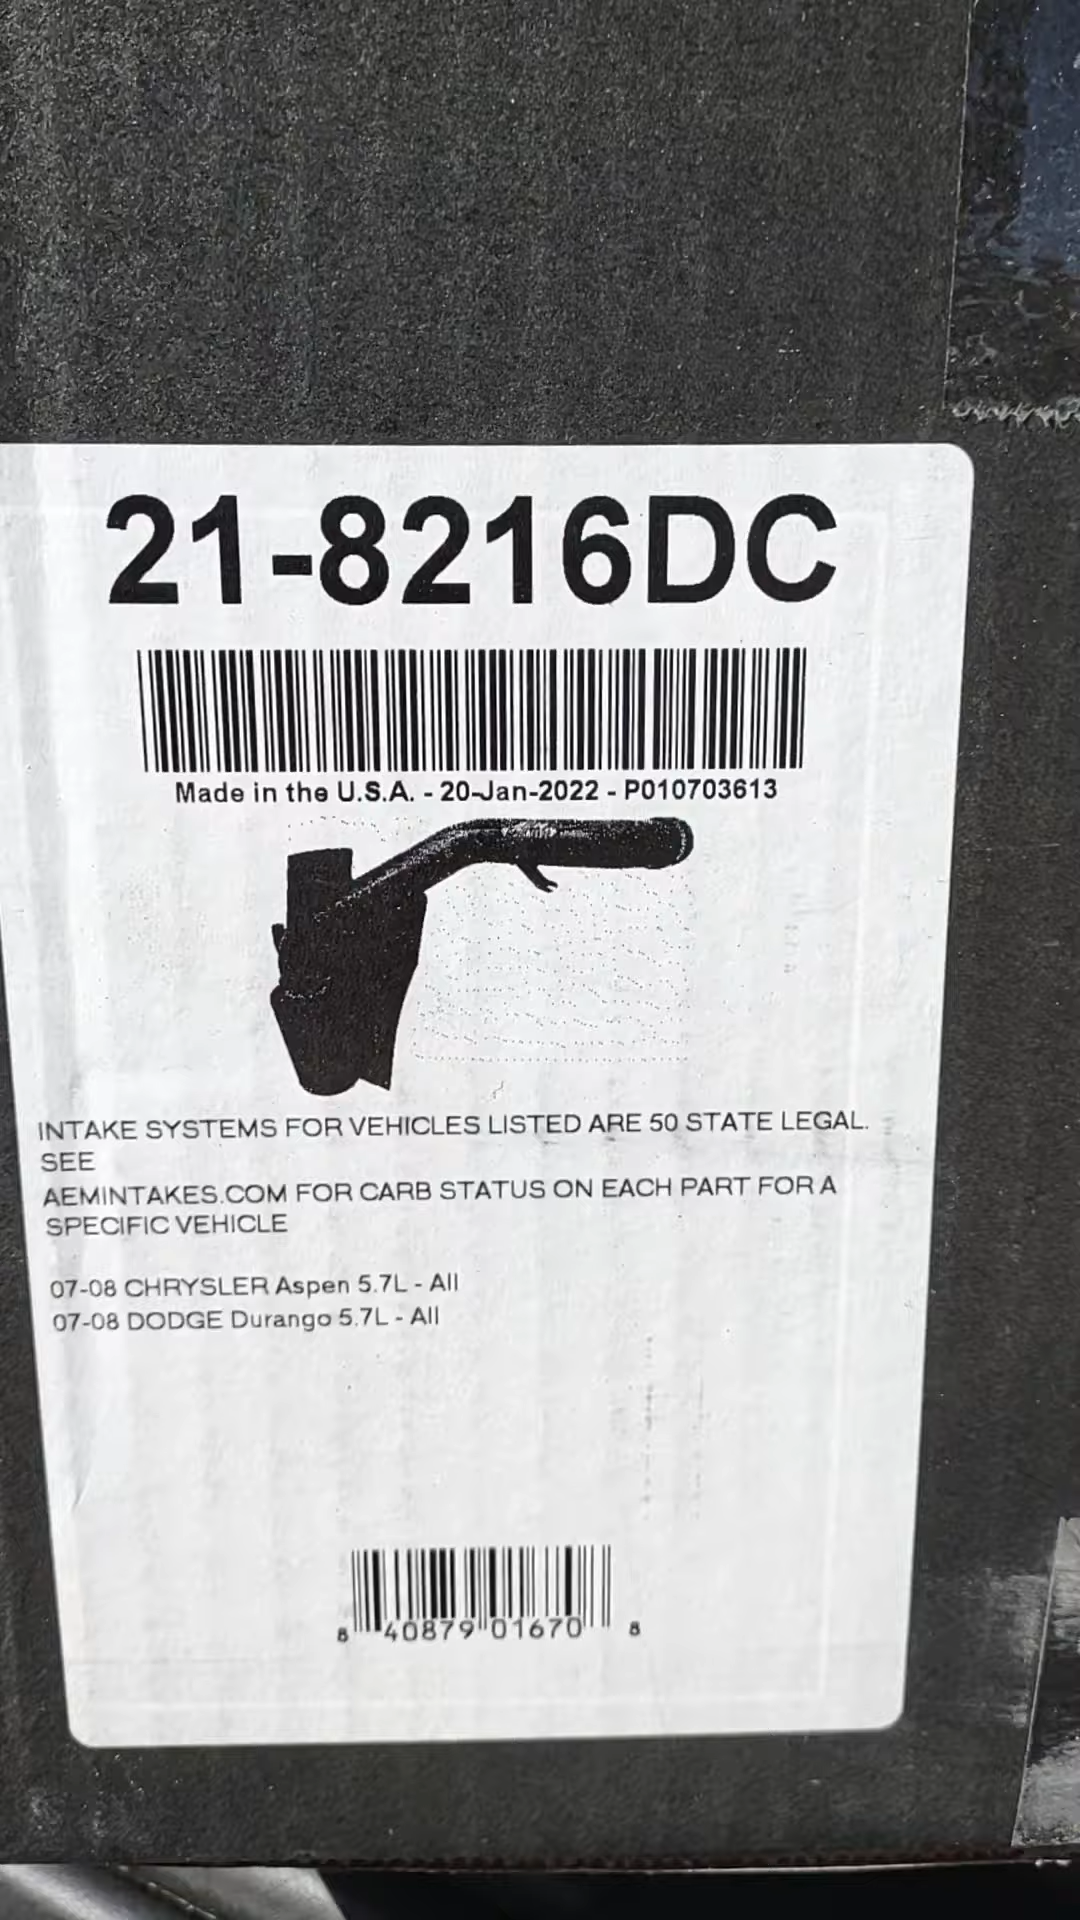 21-8216DC
Made in the U.S.A. - 20-Jan-2022 - P010703613
INTAKE SYSTEMS FOR VEHICLES LISTED ARE 50 STATE LEGAL.
SEE
AEMINTAKES.COM FOR CARB STATUS ON EACH PART FOR A
SPECIFIC VEHICLE
07-08 CHRYSLER Aspen 5.7L - All
07-08 DODGE Durango 5.7L - All
8 40879 01670 8